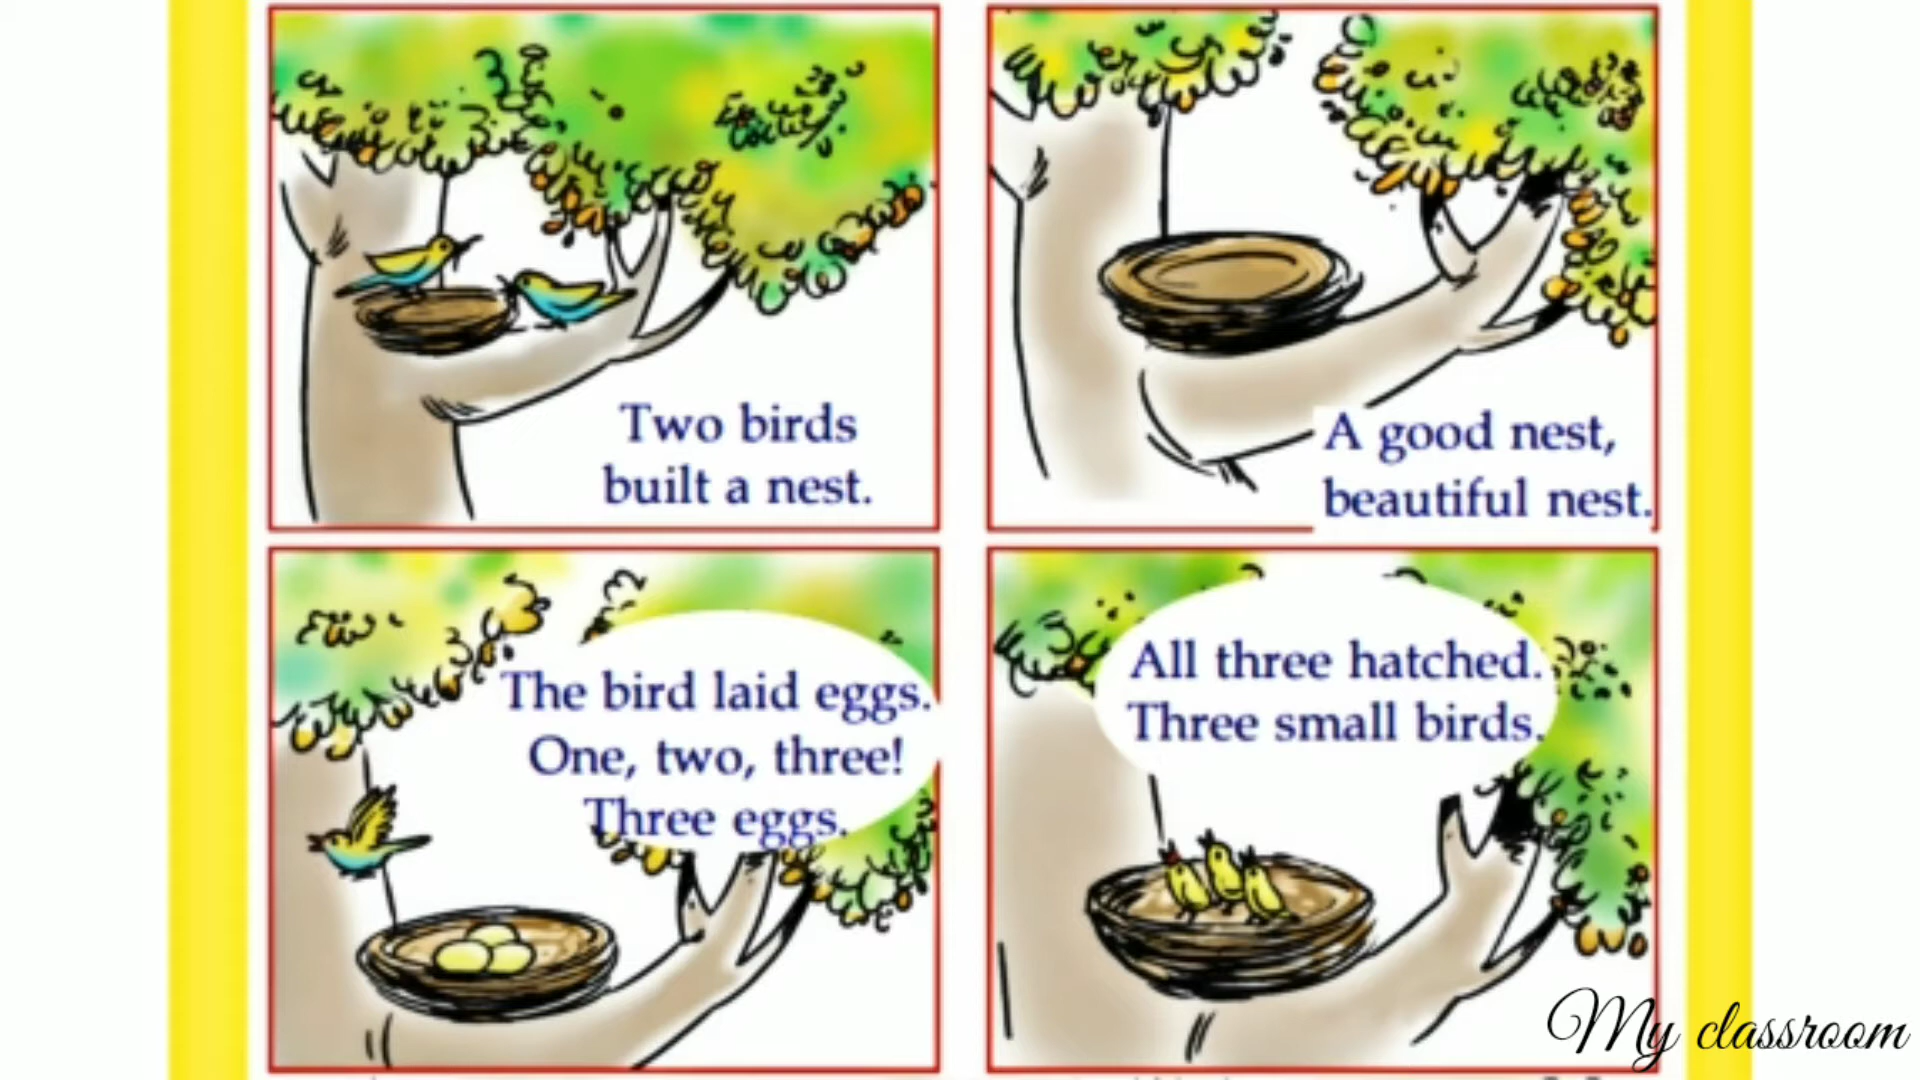 Two birds
built a nest.
A good nest,
beautiful nest.
The bird laid eggs.
One, two, three!
Three eggs.
All three hatched.
Three small birds.
My classroom